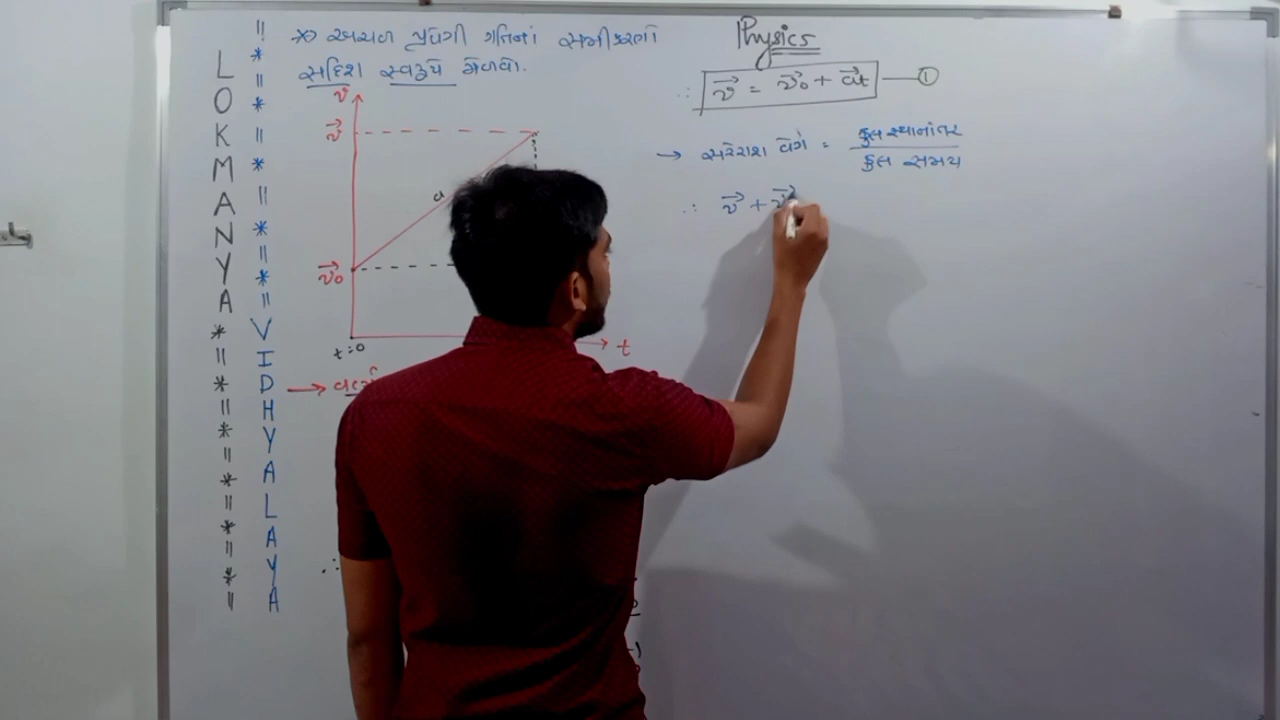 LOKMANYA * || * || * || * || * ||
|| * || * || * || * || * || VIDHYALAYA
*> અચળ પ્રવેગી ગતિનાં સમીકરણો
સદિશ સ્વરૂપે મેળવો.
v
v⃗
a
v⃗₀
t=0
t
→
∴
Physics
∴ v⃗ = v⃗₀ + a⃗t —①
→ સરેરાશ વેગ = કુલ સ્થાનાંતર
કુલ સમય
∴ v⃗ + v⃗